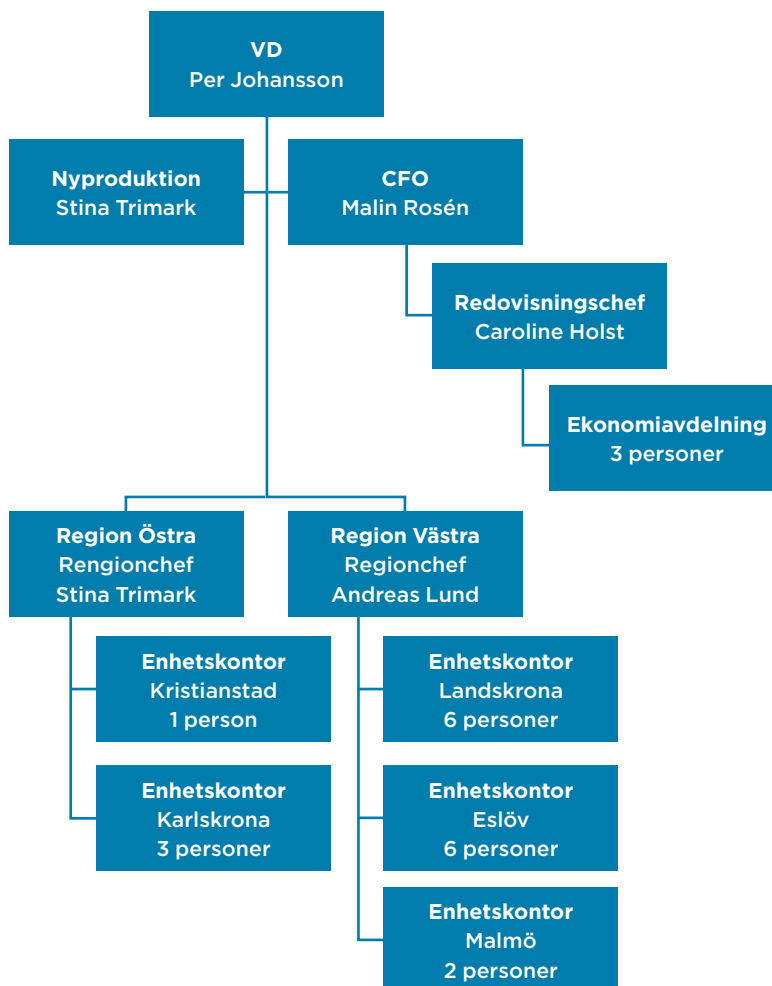 VD
Per Johansson
Nyproduktion
Stina Trimark
CFO
Malin Rosén
Redovisningschef
Caroline Holst
Ekonomiavdelning
3 personer
Region Östra
Rengionchef
Stina Trimark
Region Västra
Regionchef
Andreas Lund
Enhetskontor
Kristianstad
1 person
Enhetskontor
Landskrona
6 personer
Enhetskontor
Karlskrona
3 personer
Enhetskontor
Eslöv
6 personer
Enhetskontor
Malmö
2 personer